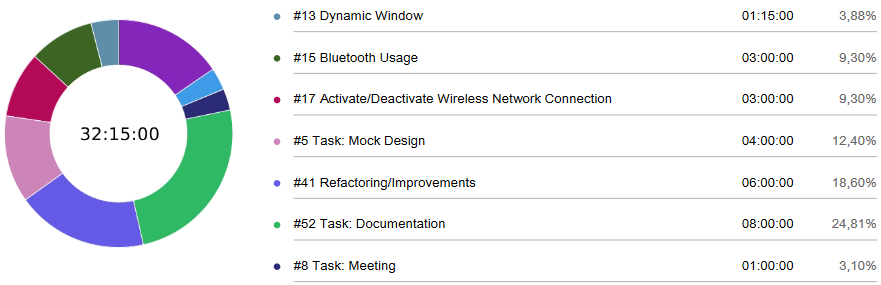 #13 Dynamic Window 01:15:00 3,88%
#15 Bluetooth Usage 03:00:00 9,30%
#17 Activate/Deactivate Wireless Network Connection 03:00:00 9,30%
32:15:00
#5 Task: Mock Design 04:00:00 12,40%
#41 Refactoring/Improvements 06:00:00 18,60%
#52 Task: Documentation 08:00:00 24,81%
#8 Task: Meeting 01:00:00 3,10%